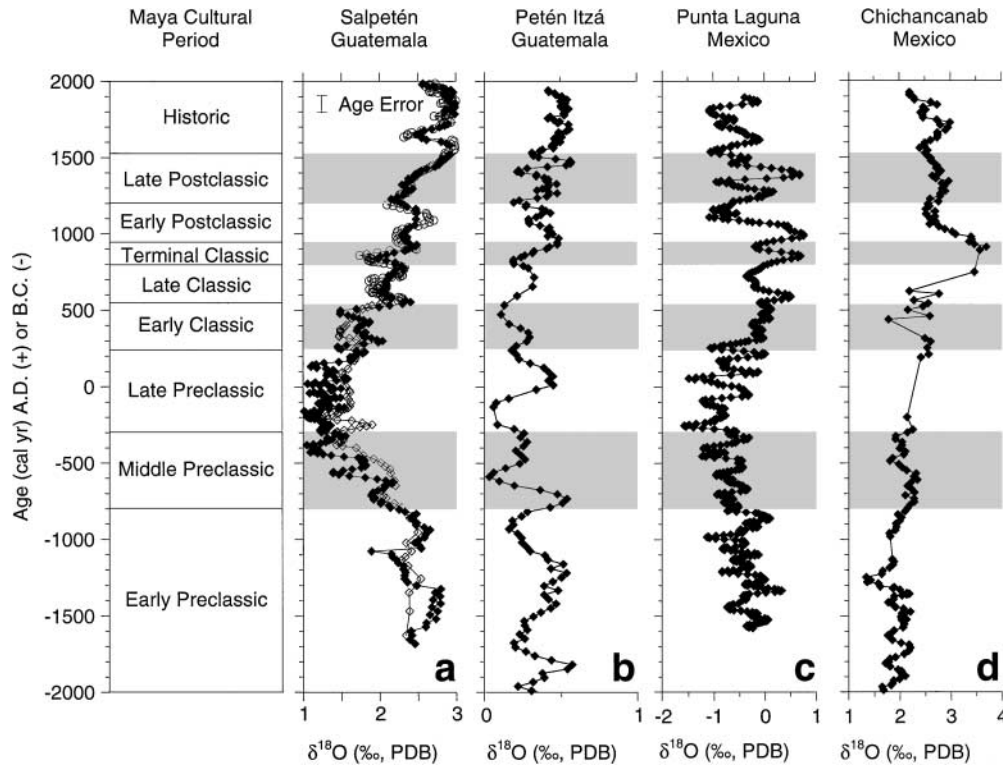 Maya Cultural
Period
Salpetén
Guatemala
Petén Itzá
Guatemala
Punta Laguna
Mexico
Chichancanab
Mexico
Age (cal yr) A.D. (+) or B.C. (-)
2000
1500
1000
500
0
-500
-1000
-1500
-2000
Historic
Late Postclassic
Early Postclassic
Terminal Classic
Late Classic
Early Classic
Late Preclassic
Middle Preclassic
Early Preclassic
Age Error
a
b
c
d
1 2 3
0 1
-2 -1 0 1
1 2 3 4
δ¹⁸O (‰, PDB)
δ¹⁸O (‰, PDB)
δ¹⁸O (‰, PDB)
δ¹⁸O (‰, PDB)